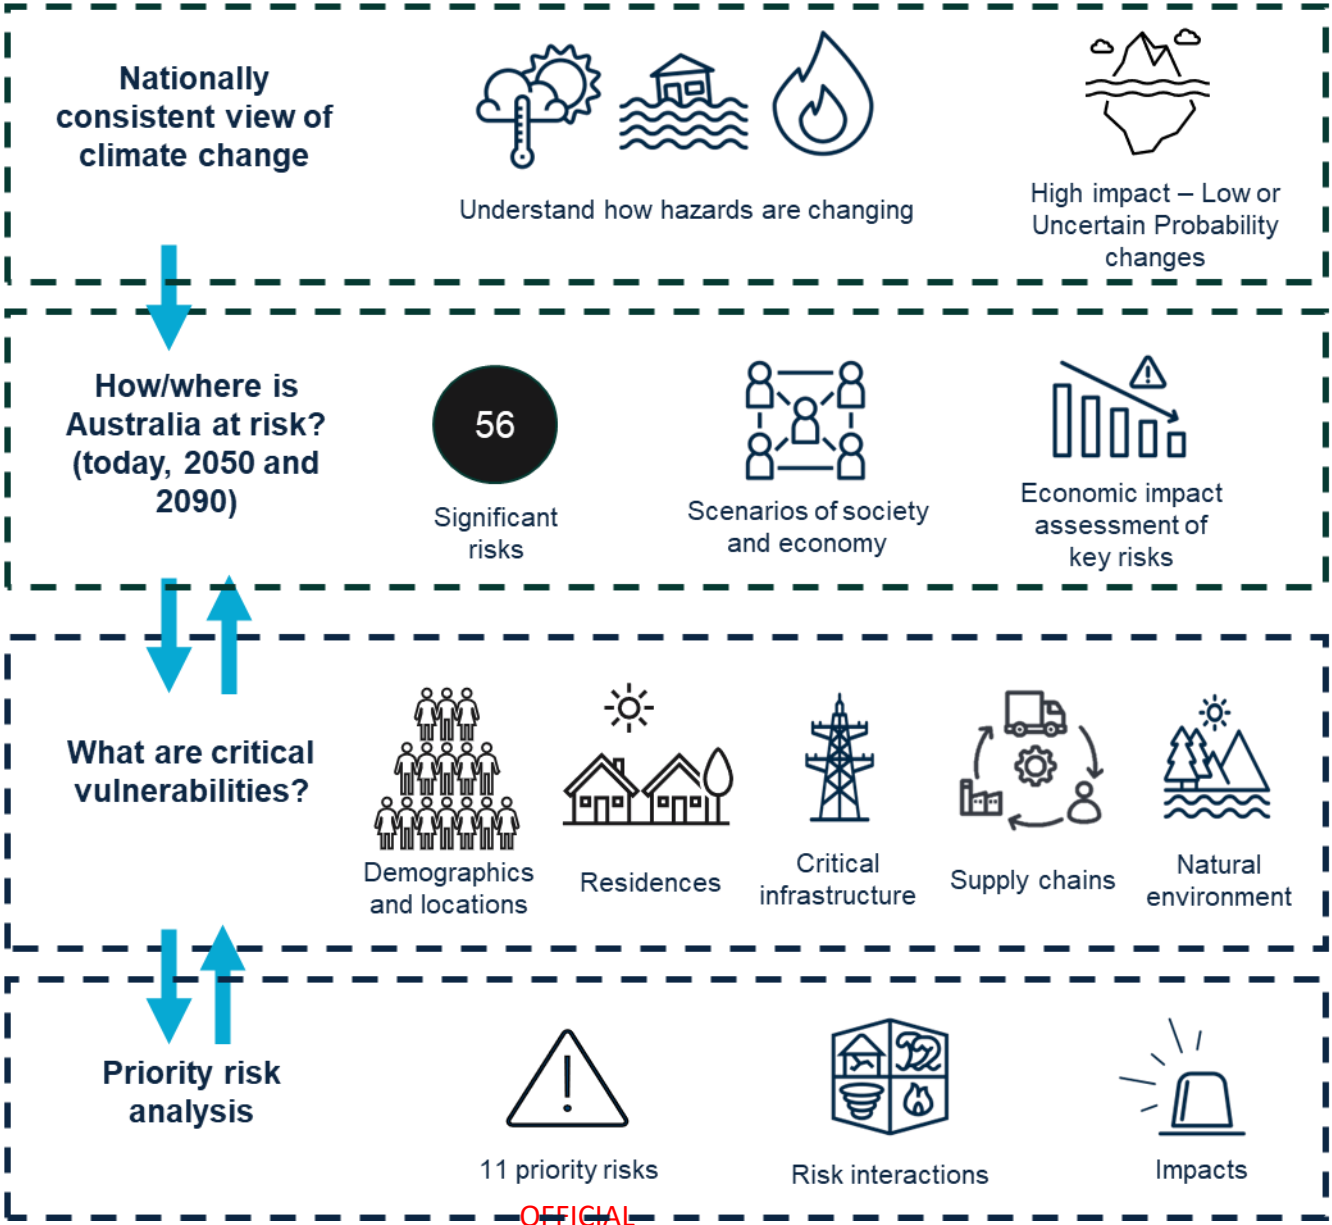 Nationally
consistent view of
climate change
Understand how hazards are changing
High impact – Low or
Uncertain Probability
changes
How/where is
Australia at risk?
(today, 2050 and
2090)
56
Significant
risks
Scenarios of society
and economy
Economic impact
assessment of
key risks
What are critical
vulnerabilities?
Demographics
and locations
Residences
Critical
infrastructure
Supply chains
Natural
environment
Priority risk
analysis
11 priority risks
Risk interactions
Impacts
OFFICIAL